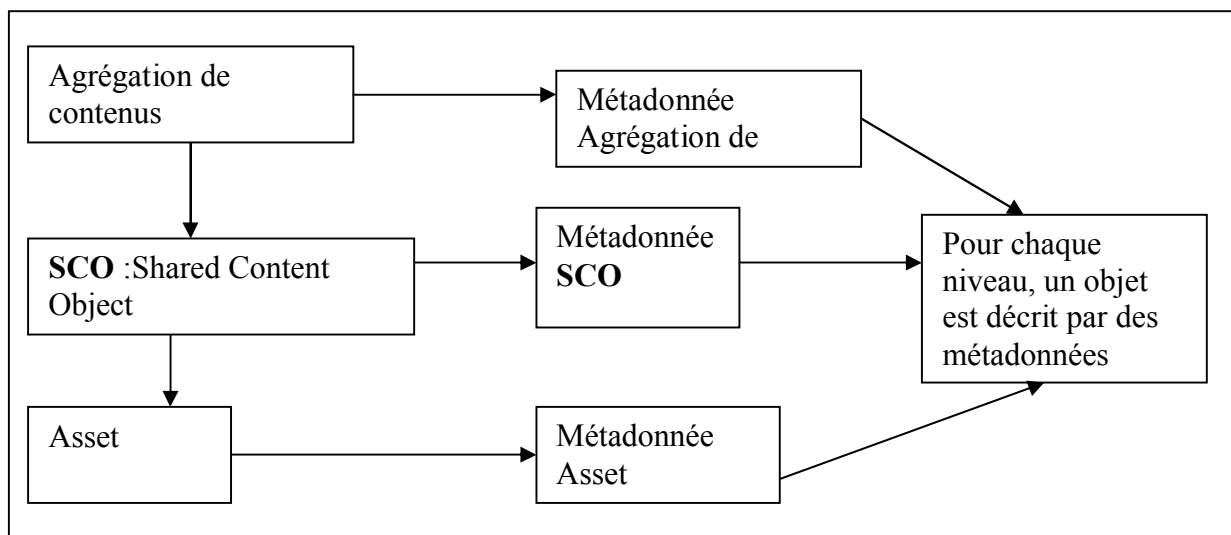 Agrégation de
contenus
Métadonnée
Agrégation de
SCO :Shared Content
Object
Métadonnée
SCO
Pour chaque
niveau, un objet
est décrit par des
métadonnées
Asset
Métadonnée
Asset